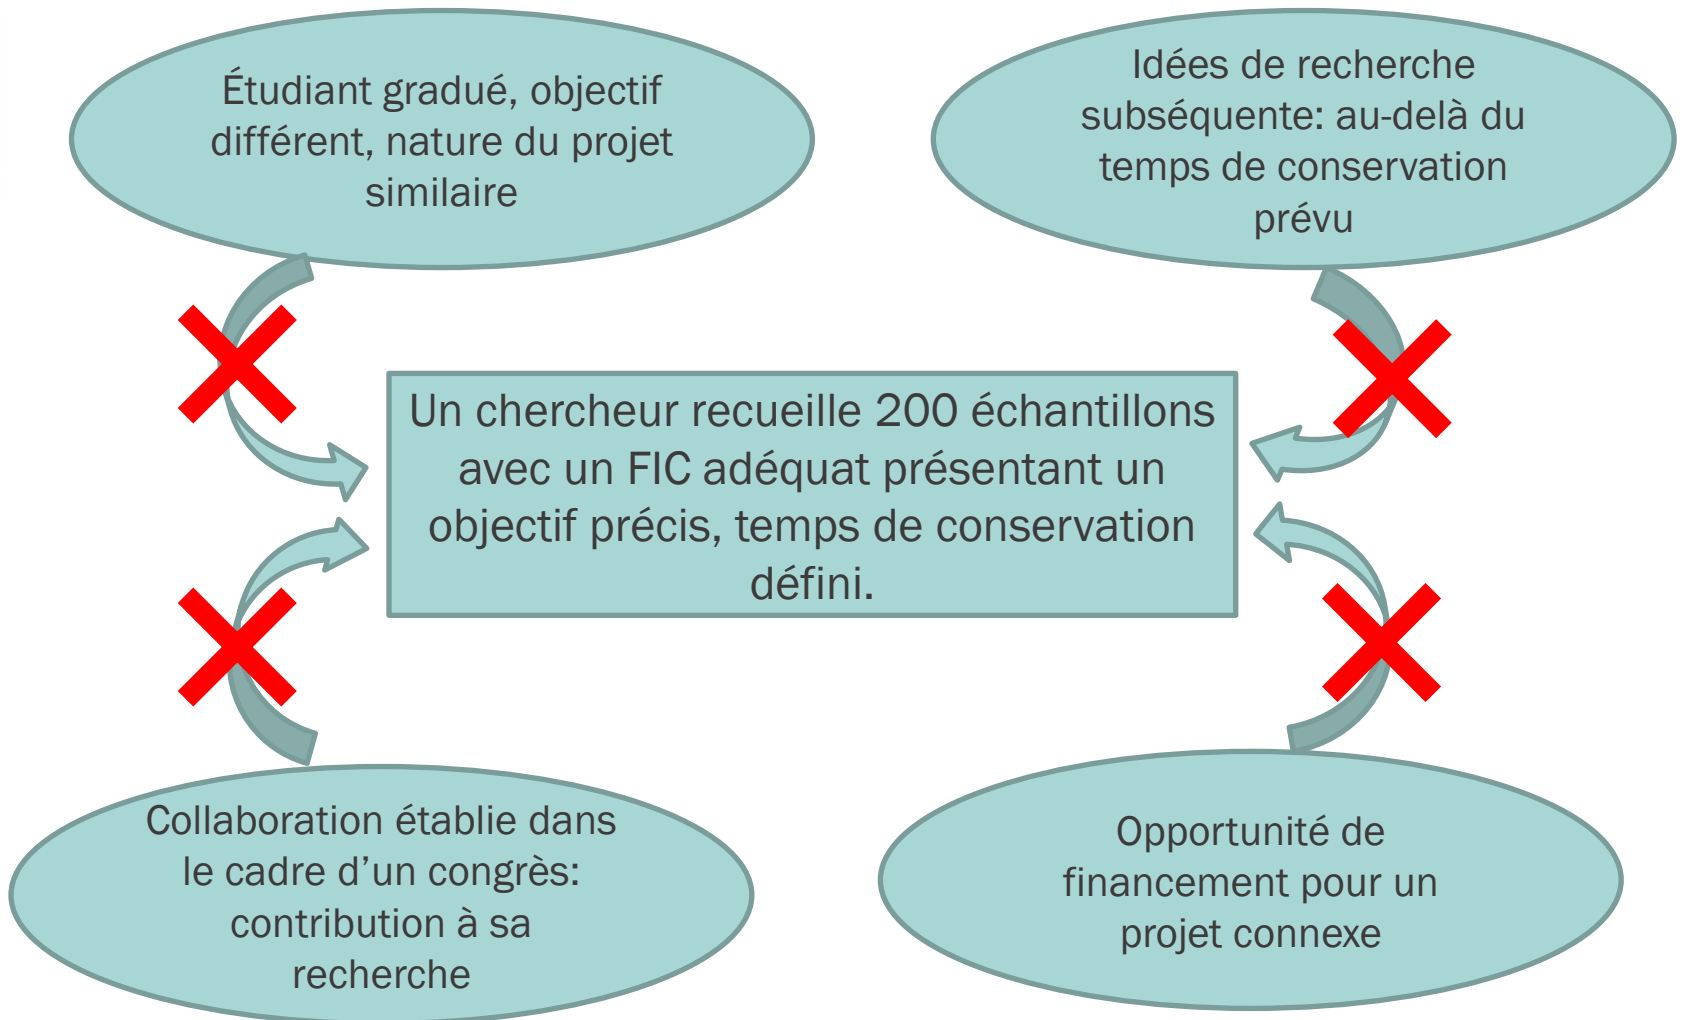 Étudiant gradué, objectif
différent, nature du projet
similaire
Idées de recherche
subséquente: au-delà du
temps de conservation
prévu
Un chercheur recueille 200 échantillons
avec un FIC adéquat présentant un
objectif précis, temps de conservation
défini.
Collaboration établie dans
le cadre d’un congrès:
contribution à sa
recherche
Opportunité de
financement pour un
projet connexe